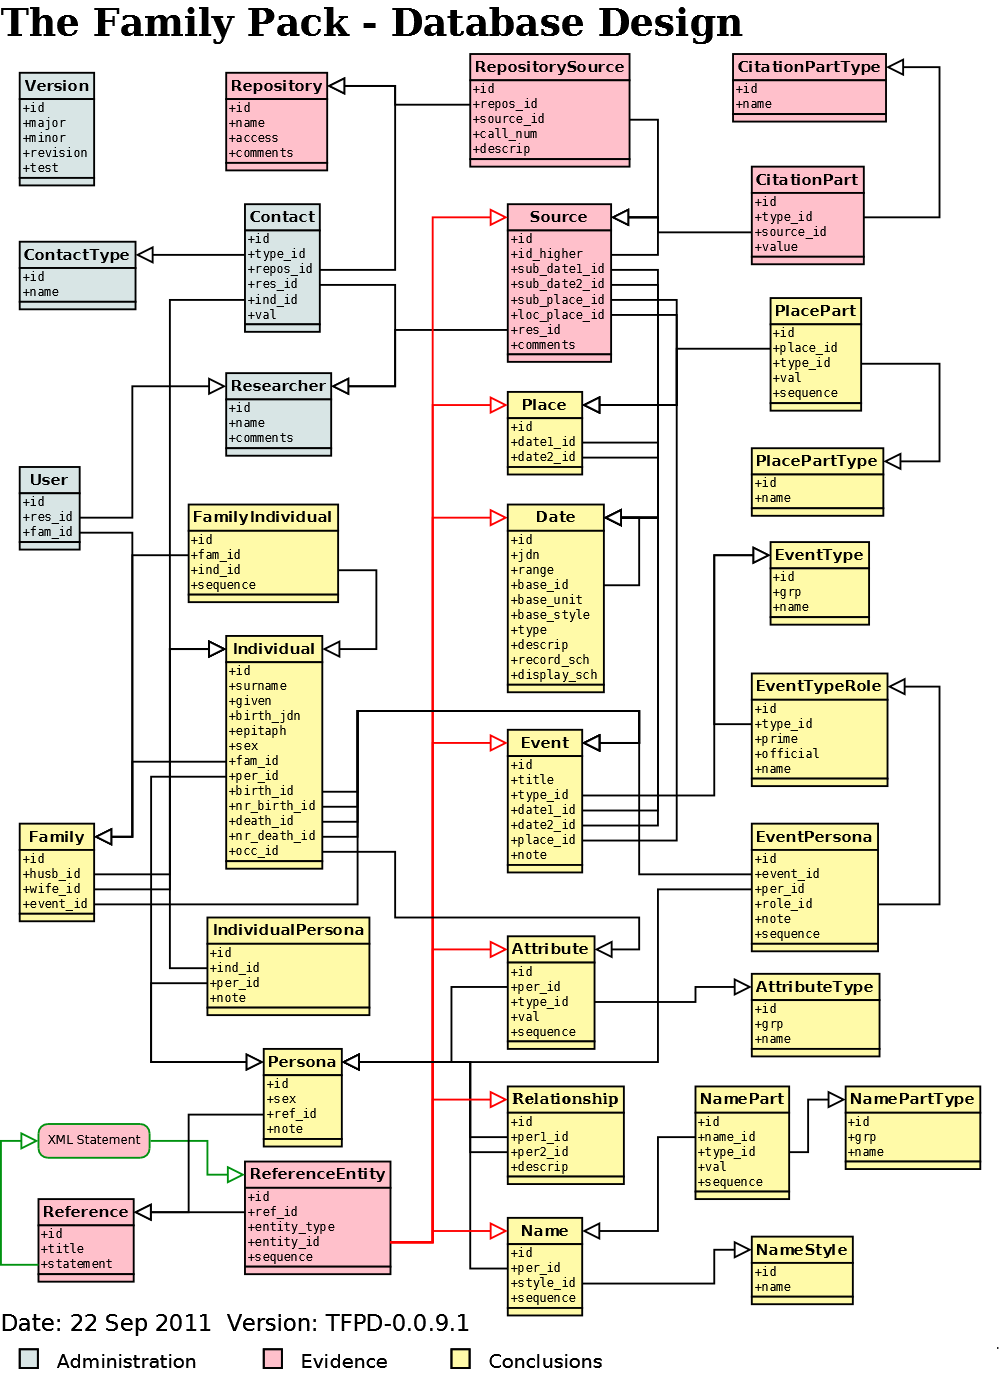 The Family Pack - Database Design
Version
+id
+major
+minor
+revision
+test
Repository
+id
+name
+access
+comments
RepositorySource
+id
+repos_id
+source_id
+call_num
+descrip
CitationPartType
+id
+name
CitationPart
+id
+type_id
+source_id
+value
Contact
+id
+type_id
+repos_id
+res_id
+ind_id
+val
ContactType
+id
+name
Source
+id
+id_higher
+sub_date1_id
+sub_date2_id
+sub_place_id
+loc_place_id
+res_id
+comments
PlacePart
+id
+place_id
+type_id
+val
+sequence
Researcher
+id
+name
+comments
Place
+id
+date1_id
+date2_id
PlacePartType
+id
+name
User
+id
+res_id
+fam_id
FamilyIndividual
+id
+fam_id
+ind_id
+sequence
Date
+id
+jdn
+range
+base_id
+base_unit
+base_style
+type
+descrip
+record_sch
+display_sch
EventType
+id
+grp
+name
Individual
+id
+surname
+given
+birth_jdn
+epitaph
+sex
+fam_id
+per_id
+birth_id
+nr_birth_id
+death_id
+nr_death_id
+occ_id
EventTypeRole
+id
+type_id
+prime
+official
+name
Event
+id
+title
+type_id
+date1_id
+date2_id
+place_id
+note
Family
+id
+husb_id
+wife_id
+event_id
EventPersona
+id
+event_id
+per_id
+role_id
+note
+sequence
IndividualPersona
+id
+ind_id
+per_id
+note
Attribute
+id
+per_id
+type_id
+val
+sequence
AttributeType
+id
+grp
+name
Persona
+id
+sex
+ref_id
+note
Relationship
+id
+per1_id
+per2_id
+descrip
NamePart
+id
+name_id
+type_id
+val
+sequence
NamePartType
+id
+grp
+name
XML Statement
ReferenceEntity
+id
+ref_id
+entity_type
+entity_id
+sequence
Reference
+id
+title
+statement
Name
+id
+per_id
+style_id
+sequence
NameStyle
+id
+name
Date: 22 Sep 2011 Version: TFPD-0.0.9.1
Administration
Evidence
Conclusions